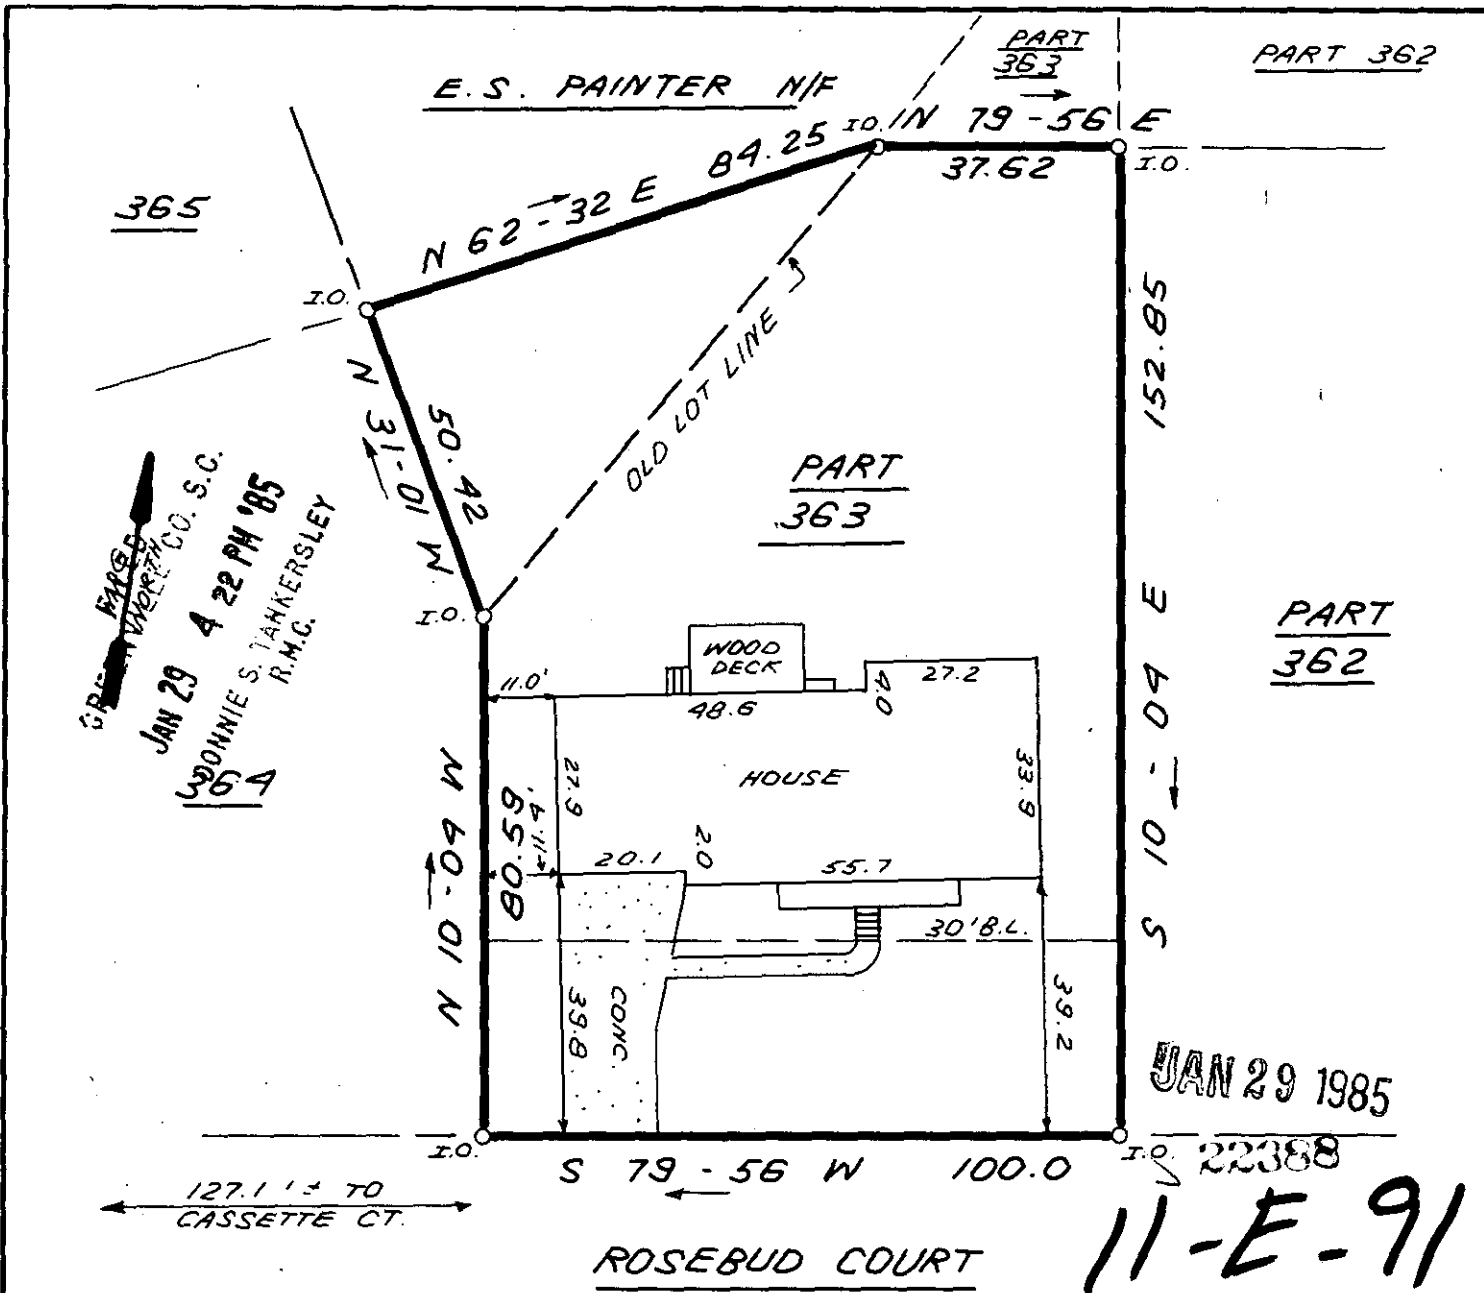 PART
363
PART 362
E.S. PAINTER N/F
I.O.
N 79-56 E
37.62
I.O.
N 62-32 E 84.25
365
I.O.
N 31-01 W
50.42
OLD LOT LINE
152.85
S 10-04 E
PART
363
PART
362
CO. S.C.
JAN 29 4 22 PM '85
DONNIE S. TANKERSLEY
R.M.C.
364
I.O.
WOOD
DECK
11.0'
48.6
4.0
27.2
HOUSE
27.9
33.9
N 10-04 W
80.59'
11.4'
20.1
2.0
55.7
30' B.L.
39.8
CONC.
39.2
JAN 29 1985
I.O.
S 79-56 W 100.0
I.O.
22388
127.1'± TO
CASSETTE CT.
11-E-91
ROSEBUD COURT